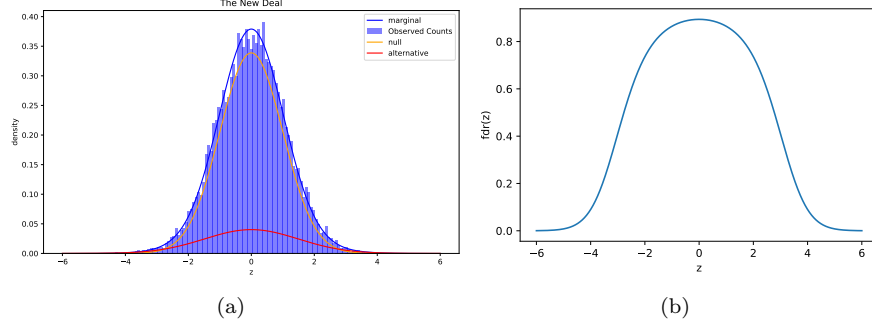 The New Deal
marginal
Observed Counts
null
alternative
0.40
0.35
0.30
0.25
0.20
0.15
0.10
0.05
0.00
density
−6
−4
−2
0
2
4
6
z
(a)
0.8
0.6
0.4
0.2
0.0
fdr(z)
−6
−4
−2
0
2
4
6
z
(b)